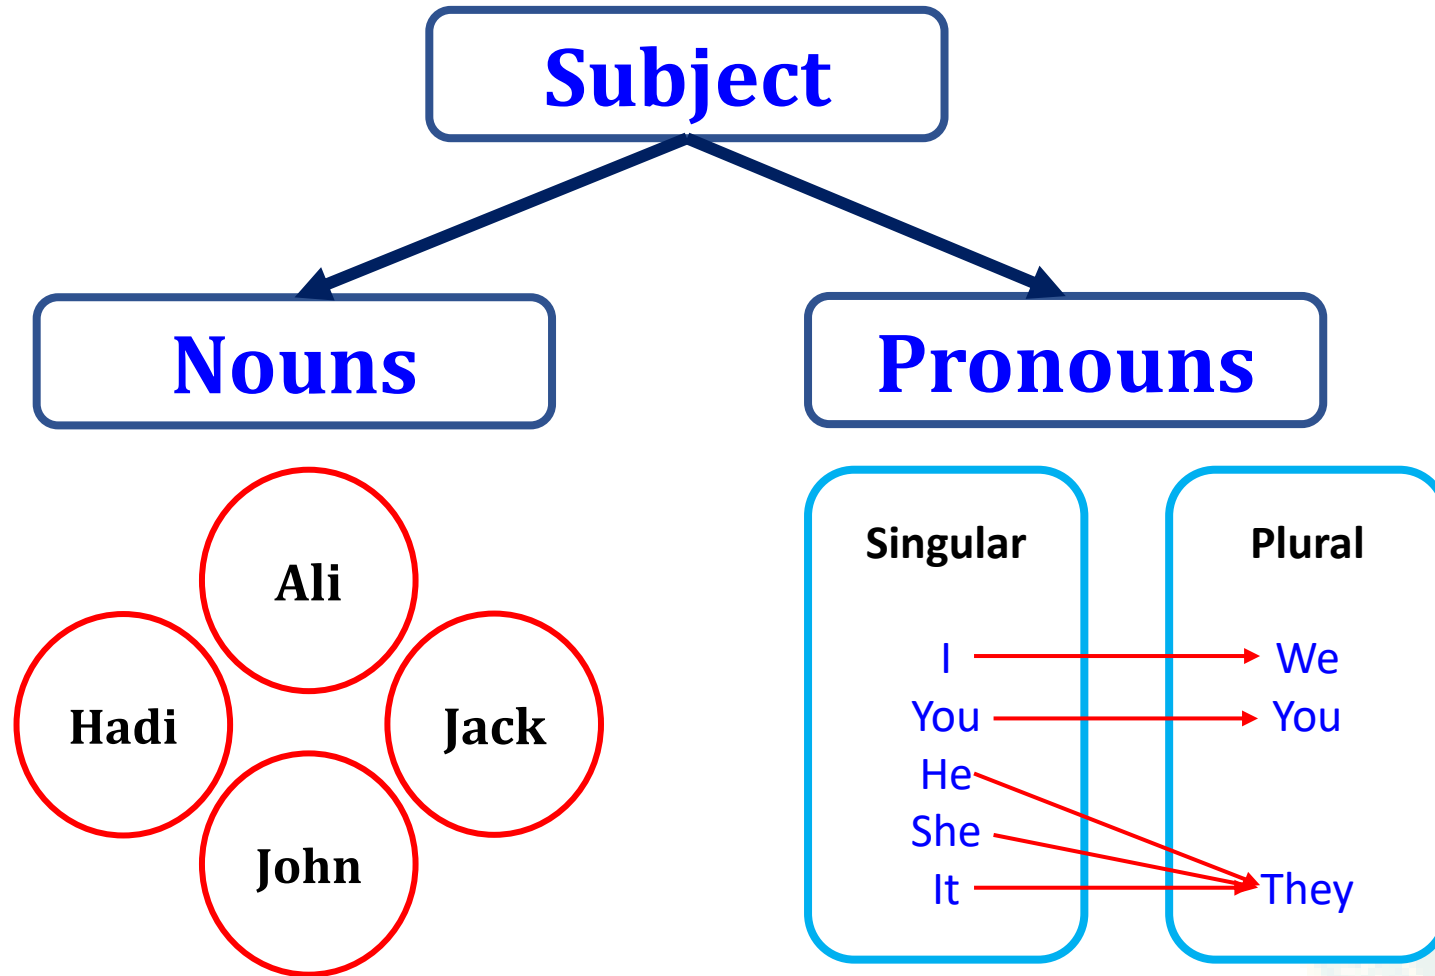 Subject
Nouns
Pronouns
Ali
Hadi
Jack
John
Singular
Plural
I
We
You
You
He
She
It
They